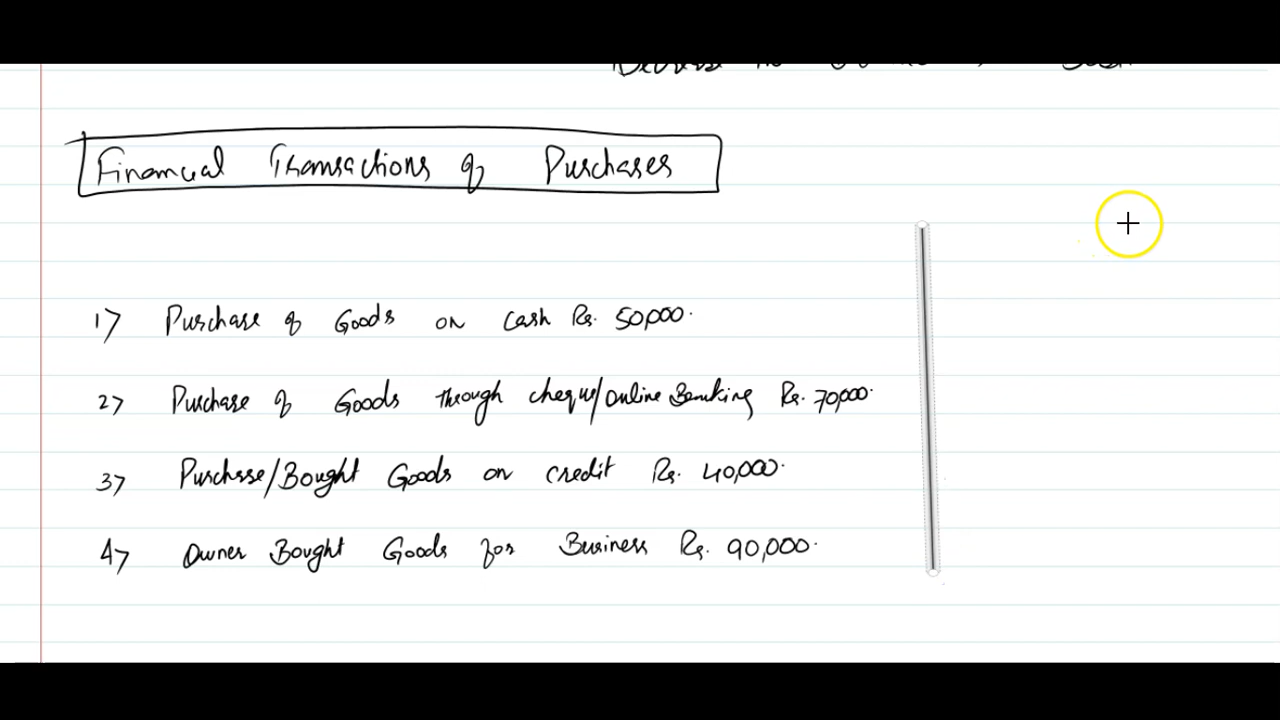 Financial Transactions of Purchases
1) Purchase of Goods on Cash Rs. 50,000.
2) Purchase of Goods through cheque/online Banking Rs. 70,000.
3) Purchase/Bought Goods on credit Rs. 40,000.
4) Owner Bought Goods for Business Rs. 90,000.